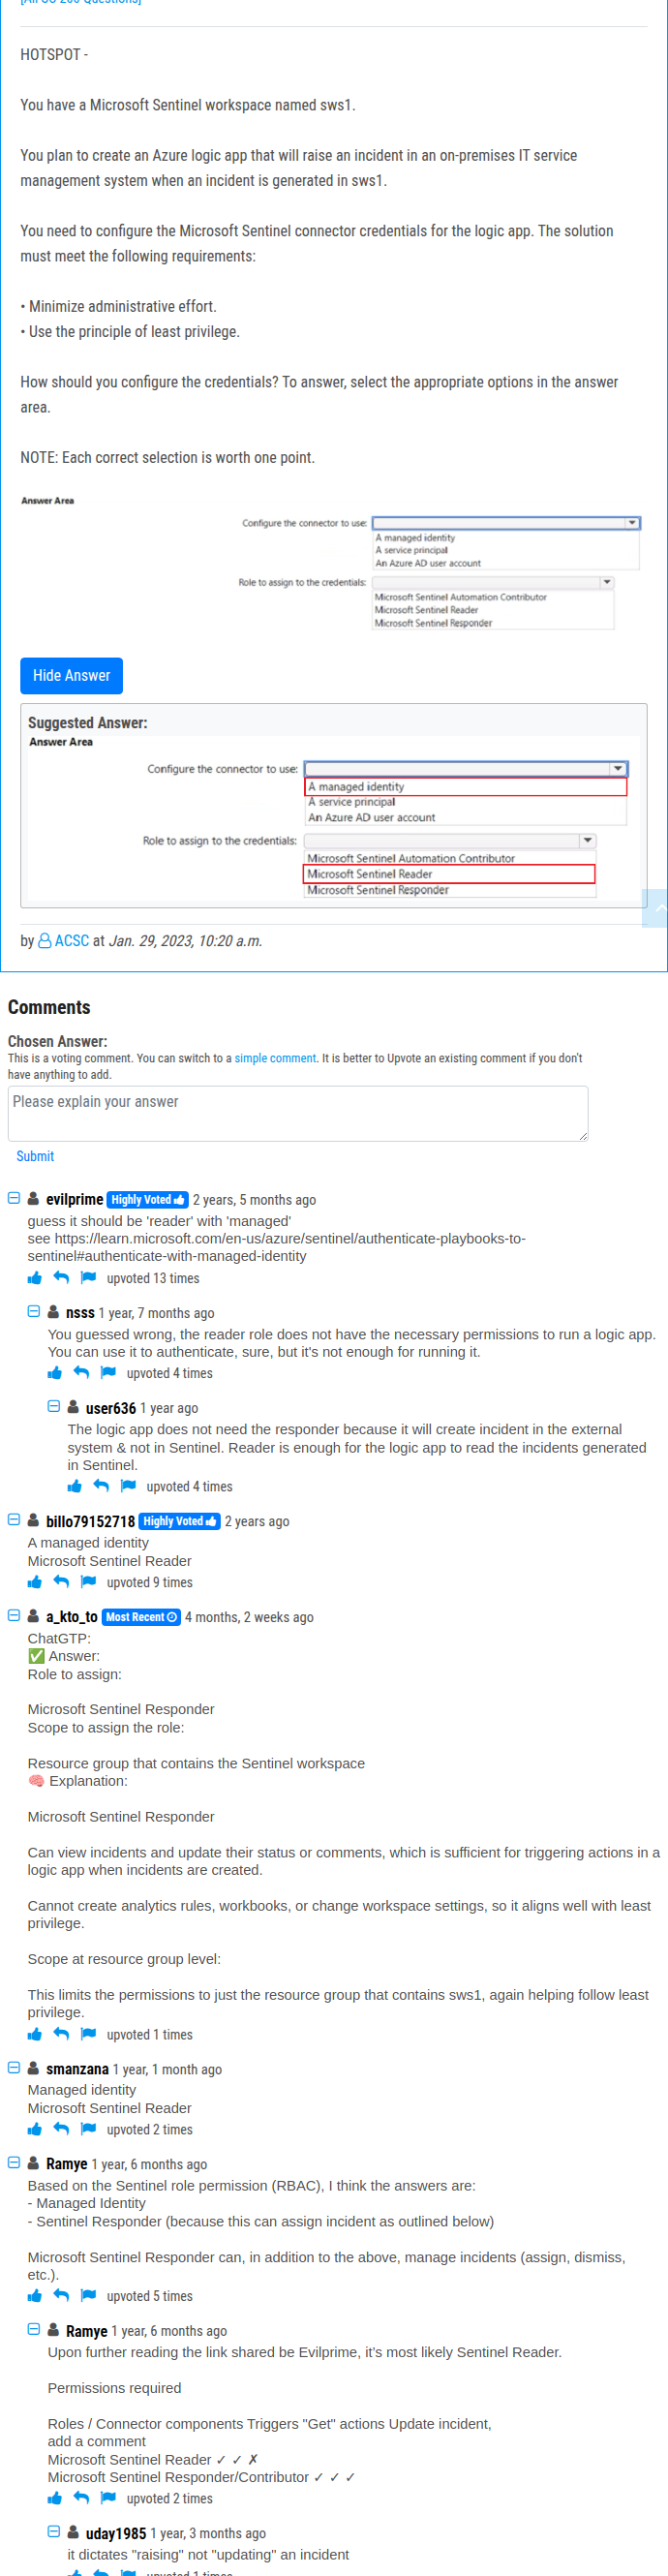 HOTSPOT -
You have a Microsoft Sentinel workspace named sws1.
You plan to create an Azure logic app that will raise an incident in an on-premises IT service
management system when an incident is generated in sws1.
You need to configure the Microsoft Sentinel connector credentials for the logic app. The solution
must meet the following requirements:
• Minimize administrative effort.
• Use the principle of least privilege.
How should you configure the credentials? To answer, select the appropriate options in the answer
area.
NOTE: Each correct selection is worth one point.
Answer Area
Configure the connector to use:
A managed identity
A service principal
An Azure AD user account
Role to assign to the credentials:
Microsoft Sentinel Automation Contributor
Microsoft Sentinel Reader
Microsoft Sentinel Responder
Hide Answer
Suggested Answer:
Answer Area
Configure the connector to use:
A managed identity
A service principal
An Azure AD user account
Role to assign to the credentials:
Microsoft Sentinel Automation Contributor
Microsoft Sentinel Reader
Microsoft Sentinel Responder
by ACSC at Jan. 29, 2023, 10:20 a.m.
Comments
Chosen Answer:
This is a voting comment. You can switch to a simple comment. It is better to Upvote an existing comment if you don't
have anything to add.
Please explain your answer
Submit
evilprime Highly Voted 2 years, 5 months ago
guess it should be 'reader' with 'managed'
see https://learn.microsoft.com/en-us/azure/sentinel/authenticate-playbooks-to-
sentinel#authenticate-with-managed-identity
upvoted 13 times
nsss 1 year, 7 months ago
You guessed wrong, the reader role does not have the necessary permissions to run a logic app.
You can use it to authenticate, sure, but it's not enough for running it.
upvoted 4 times
user636 1 year ago
The logic app does not need the responder because it will create incident in the external
system & not in Sentinel. Reader is enough for the logic app to read the incidents generated
in Sentinel.
upvoted 4 times
billo79152718 Highly Voted 2 years ago
A managed identity
Microsoft Sentinel Reader
upvoted 9 times
a_kto_to Most Recent 4 months, 2 weeks ago
ChatGTP:
✅ Answer:
Role to assign:
Microsoft Sentinel Responder
Scope to assign the role:
Resource group that contains the Sentinel workspace
🧠 Explanation:
Microsoft Sentinel Responder
Can view incidents and update their status or comments, which is sufficient for triggering actions in a
logic app when incidents are created.
Cannot create analytics rules, workbooks, or change workspace settings, so it aligns well with least
privilege.
Scope at resource group level:
This limits the permissions to just the resource group that contains sws1, again helping follow least
privilege.
upvoted 1 times
smanzana 1 year, 1 month ago
Managed identity
Microsoft Sentinel Reader
upvoted 2 times
Ramye 1 year, 6 months ago
Based on the Sentinel role permission (RBAC), I think the answers are:
- Managed Identity
- Sentinel Responder (because this can assign incident as outlined below)
Microsoft Sentinel Responder can, in addition to the above, manage incidents (assign, dismiss,
etc.).
upvoted 5 times
Ramye 1 year, 6 months ago
Upon further reading the link shared be Evilprime, it's most likely Sentinel Reader.
Permissions required
Roles / Connector components Triggers "Get" actions Update incident,
add a comment
Microsoft Sentinel Reader ✓ ✓ ✗
Microsoft Sentinel Responder/Contributor ✓ ✓ ✓
upvoted 2 times
uday1985 1 year, 3 months ago
it dictates "raising" not "updating" an incident